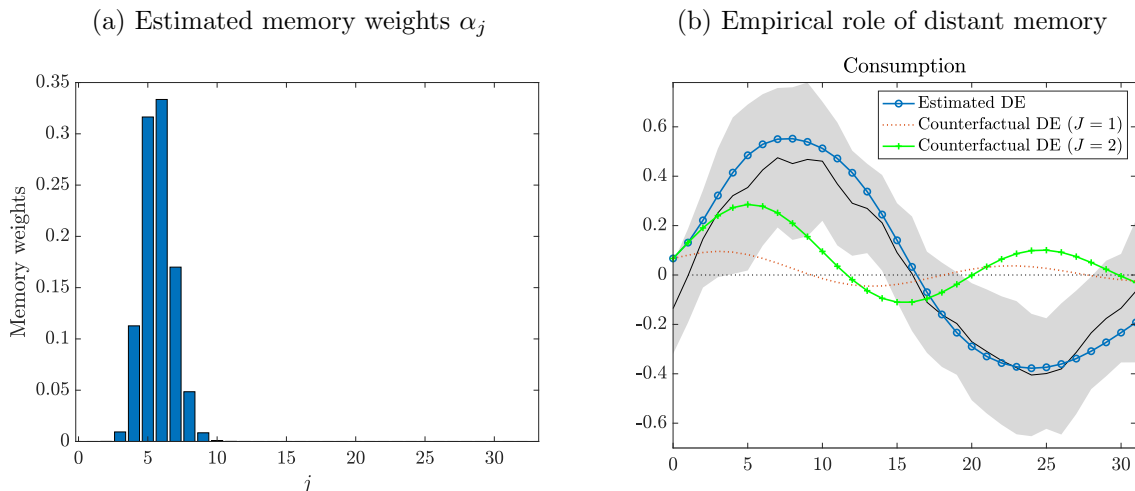 (a) Estimated memory weights αⱼ
0.35
0.3
0.25
0.2
0.15
0.1
0.05
0
Memory weights
0 5 10 15 20 25 30
j
(b) Empirical role of distant memory
Consumption
Estimated DE
Counterfactual DE (J = 1)
Counterfactual DE (J = 2)
0.6
0.4
0.2
0
-0.2
-0.4
-0.6
0 5 10 15 20 25 30